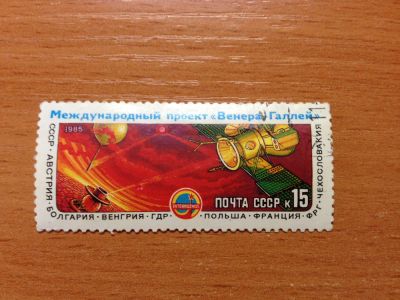 Международный проект «Венера-Галлей»
1985
СССР·АВСТРИЯ·БОЛГАРИЯ·ВЕНГРИЯ·ГДР·ПОЛЬША·ФРАНЦИЯ·ФРГ·ЧЕХОСЛОВАКИЯ
ПОЧТА СССР к 15